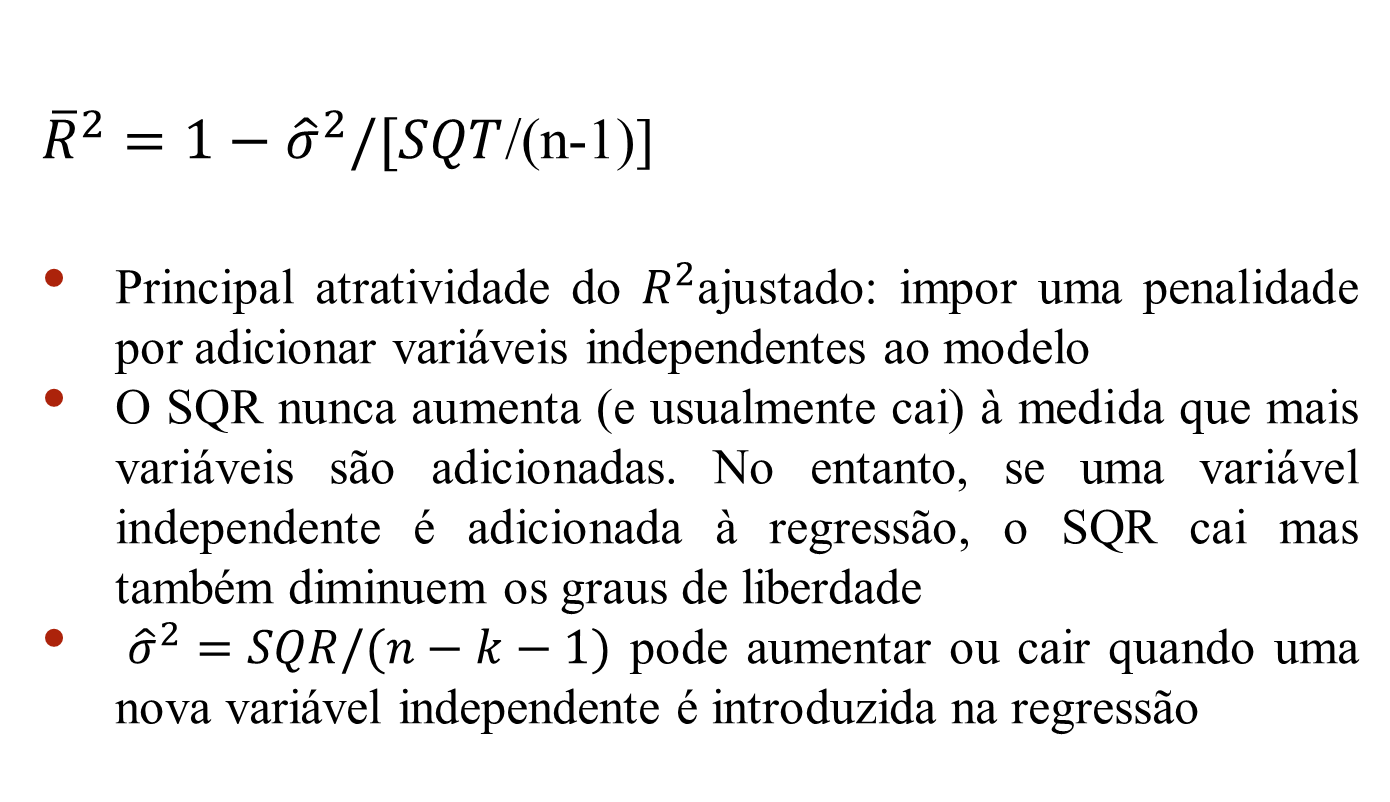 R̄² = 1 − σ̂²/[SQT/(n-1)]
• Principal atratividade do R²ajustado: impor uma penalidade
por adicionar variáveis independentes ao modelo
• O SQR nunca aumenta (e usualmente cai) à medida que mais
variáveis são adicionadas. No entanto, se uma variável
independente é adicionada à regressão, o SQR cai mas
também diminuem os graus de liberdade
• σ̂² = SQR/(n − k − 1) pode aumentar ou cair quando uma
nova variável independente é introduzida na regressão